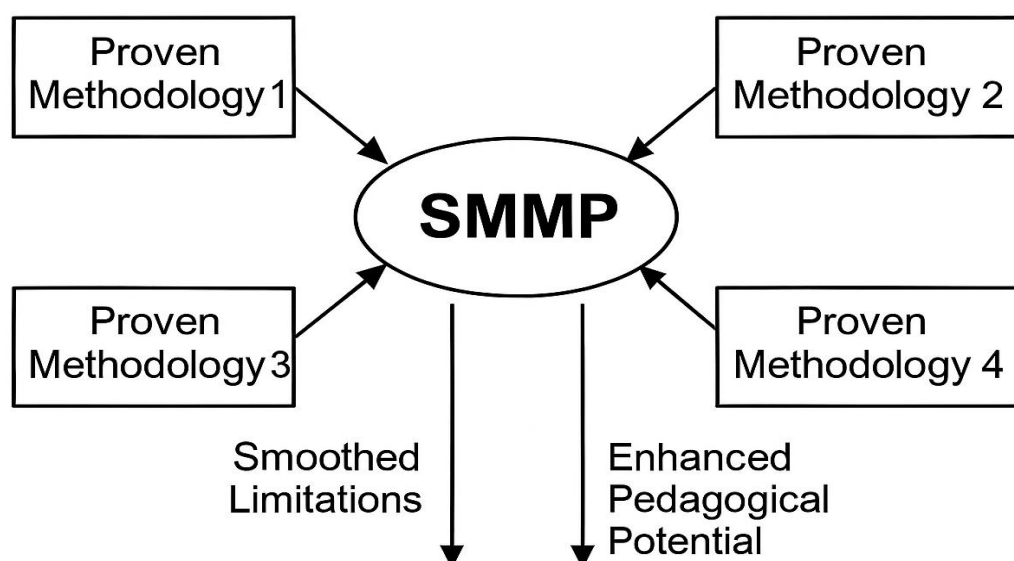 Proven
Methodology 1
Proven
Methodology 2
SMMP
Proven
Methodology 3
Proven
Methodology 4
Smoothed
Limitations
Enhanced
Pedagogical
Potential